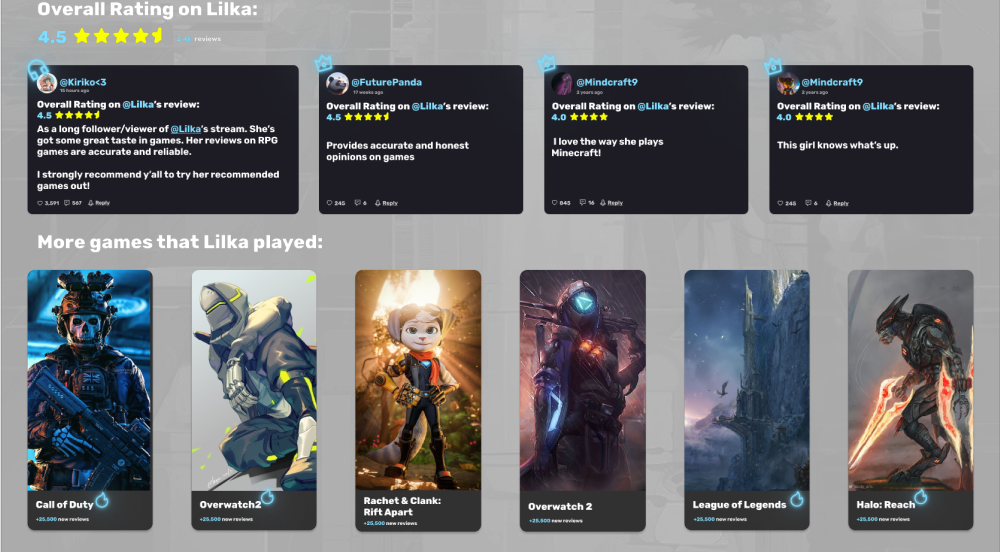 Overall Rating on Lilka:
4.5
reviews
@Kiriko<3
15 hours ago
Overall Rating on @Lilka's review:
4.5
As a long follower/viewer of @Lilka's stream. She's
got some great taste in games. Her reviews on RPG
games are accurate and reliable.
I strongly recommend y'all to try her recommended
games out!
3,591 567 Reply
@FuturePanda
17 weeks ago
Overall Rating on @Lilka's review:
4.5
Provides accurate and honest
opinions on games
245 6 Reply
@Mindcraft9
2 years ago
Overall Rating on @Lilka's review:
4.0
I love the way she plays
Minecraft!
845 16 Reply
@Mindcraft9
2 years ago
Overall Rating on @Lilka's review:
4.0
This girl knows what's up.
245 6 Reply
More games that Lilka played:
Call of Duty
+25,500 new reviews
Overwatch2
+25,500 new reviews
Rachet & Clank:
Rift Apart
+25,500 new reviews
Overwatch 2
+25,500 new reviews
League of Legends
+25,500 new reviews
Halo: Reach
+25,500 new reviews